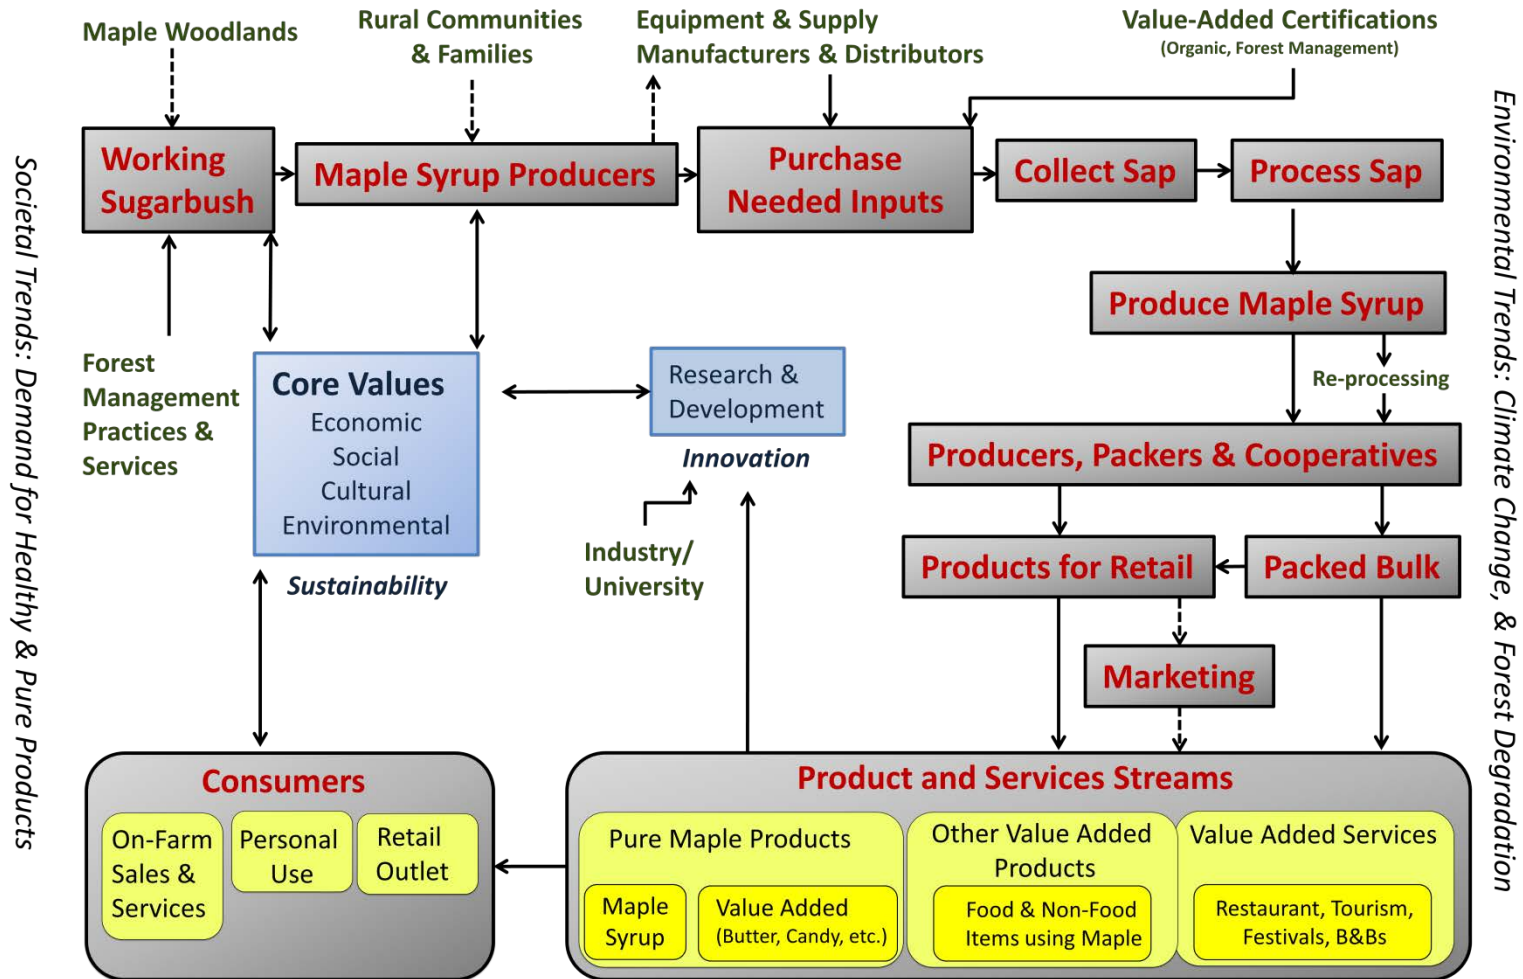 Maple Woodlands
Rural Communities
& Families
Equipment & Supply
Manufacturers & Distributors
Value-Added Certifications
(Organic, Forest Management)
Societal Trends: Demand for Healthy & Pure Products
Environmental Trends: Climate Change, & Forest Degradation
Working
Sugarbush
Maple Syrup Producers
Purchase
Needed Inputs
Collect Sap
Process Sap
Produce Maple Syrup
Re-processing
Forest
Management
Practices &
Services
Core Values
Economic
Social
Cultural
Environmental
Sustainability
Research &
Development
Innovation
Industry/
University
Producers, Packers & Cooperatives
Products for Retail
Packed Bulk
Marketing
Consumers
On-Farm
Sales &
Services
Personal
Use
Retail
Outlet
Product and Services Streams
Pure Maple Products
Maple
Syrup
Value Added
(Butter, Candy, etc.)
Other Value Added
Products
Food & Non-Food
Items using Maple
Value Added Services
Restaurant, Tourism,
Festivals, B&Bs